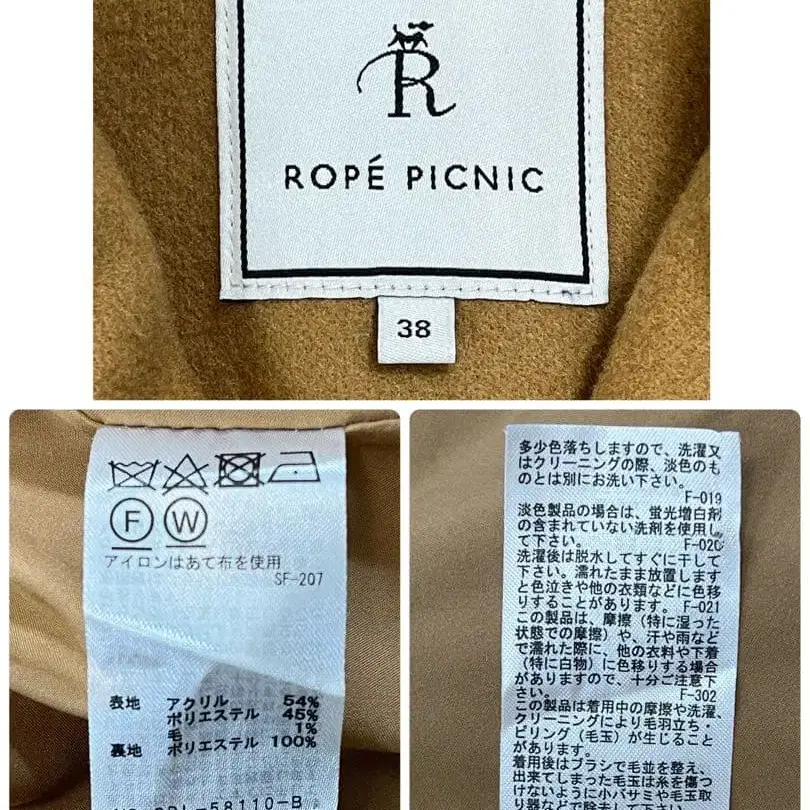 R
ROPÉ PICNIC
38
F W
アイロンはあて布を使用
SF-207
表地 アクリル 54%
ポリエステル 45%
毛 1%
裏地 ポリエステル 100%
58110-B
多少色落ちしますので、洗濯又
はクリーニングの際、淡色のも
のとは別にお洗い下さい。
F-019
淡色製品の場合は、蛍光増白剤
の含まれていない洗剤を使用し
て下さい。 F-020
洗濯後は脱水してすぐに干して
下さい。濡れたまま放置します
と色泣きや他の衣類などに色移
りすることがあります。 F-021
この製品は、摩擦(特に湿った
状態での摩擦)や、汗や雨など
で濡れた際に、他の衣料や下着
(特に白物)に色移りする場合
がありますので、十分ご注意下
さい。 F-302
この製品は着用中の摩擦や洗濯、
クリーニングにより毛羽立ち・
ピリング(毛玉)が生じることが
あります。
着用後はブラシで毛並を整え、
出来てしまった毛玉は糸を傷つ
けないように小バサミや毛玉取
り器などで除去して下さい。